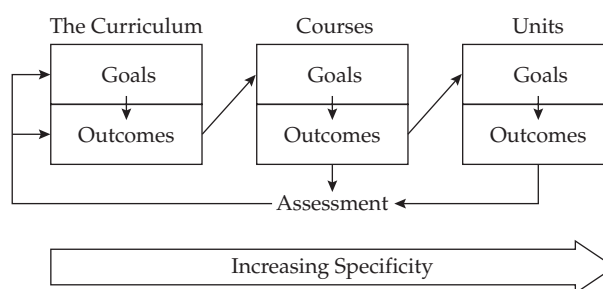 The Curriculum Courses Units
Goals Goals Goals
Outcomes Outcomes Outcomes
Assessment
Increasing Specificity